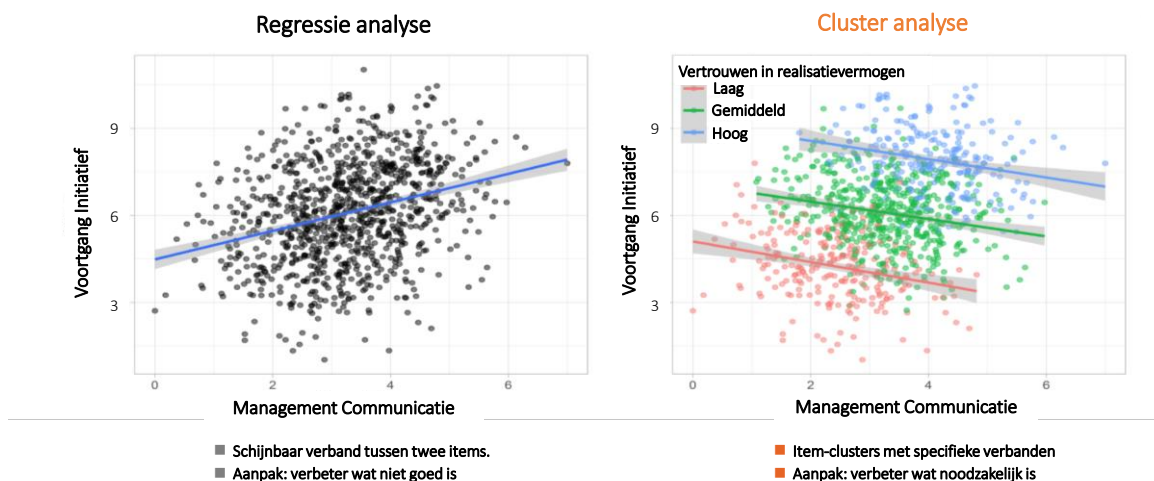 Regressie analyse
Voortgang Initiatief
9
6
3
0
2
4
6
Management Communicatie
Schijnbaar verband tussen twee items.
Aanpak: verbeter wat niet goed is
Cluster analyse
Vertrouwen in realisatievermogen
Laag
Gemiddeld
Hoog
Voortgang Initiatief
9
6
3
0
2
4
6
Management Communicatie
Item-clusters met specifieke verbanden
Aanpak: verbeter wat noodzakelijk is